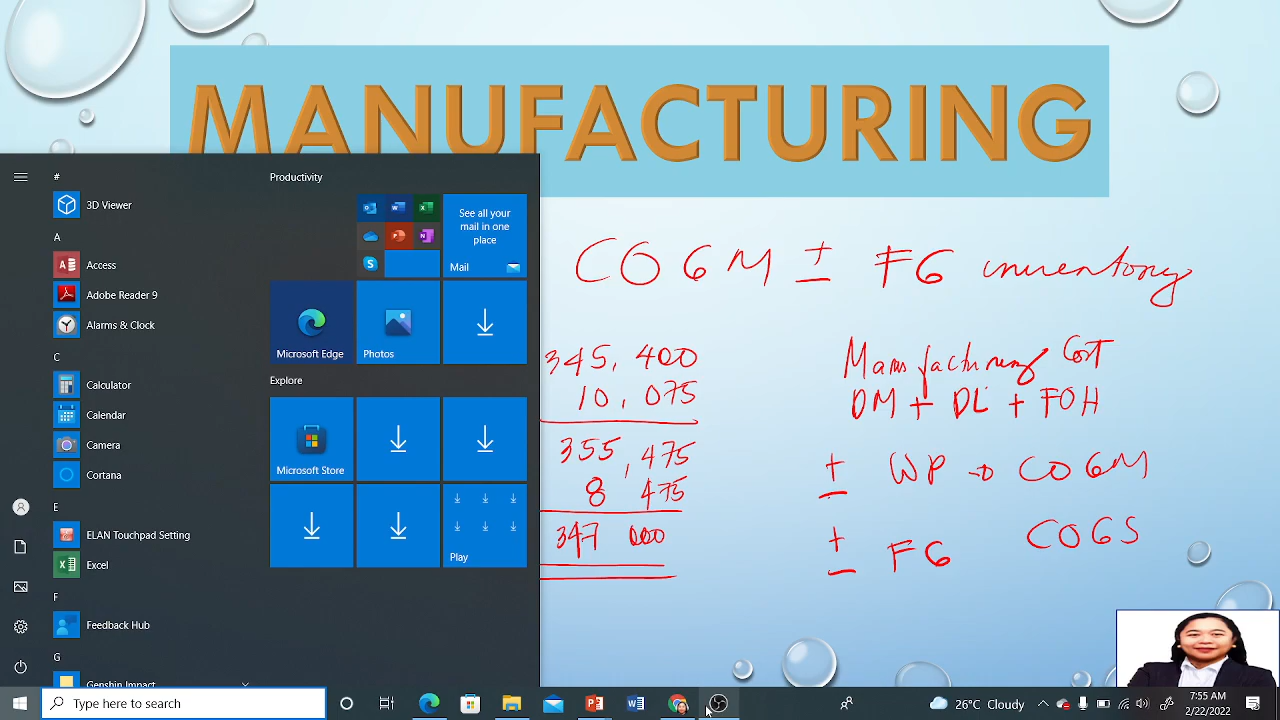 MANUFACTURING
#
3D Viewer
A
Access
Adobe Reader 9
Alarms & Clock
C
Calculator
Calendar
Camera
Cortana
E
ELAN Touchpad Setting
Excel
F
Feedback Hub
G
Genshin Impact
Productivity
See all your
mail in one
place
Mail
Microsoft Edge
Photos
Explore
Microsoft Store
Play
COGM ± FG inventory
345,400
10,075
355,475
8 475
347 000
Manufacturing Cost
DM + DL + FOH
± WP → COGM
± FG COGS
Type here to search
26°C Cloudy
7:55 AM
2/22/2022